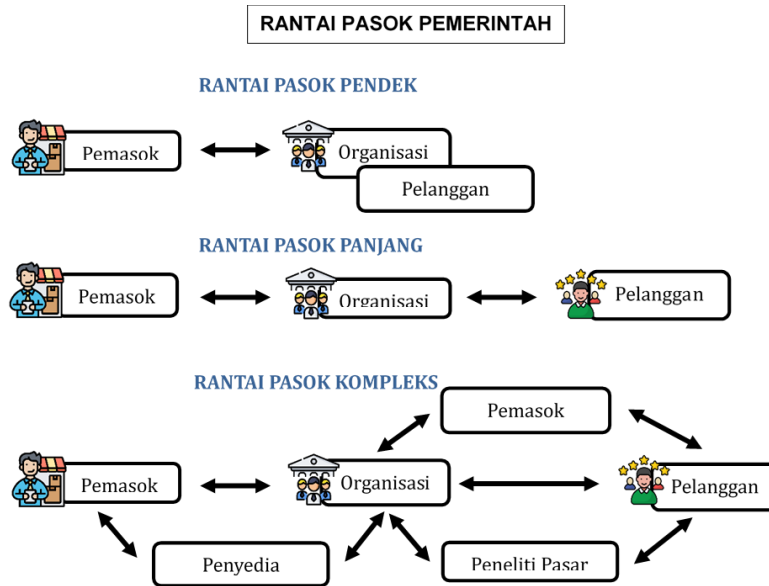 RANTAI PASOK PEMERINTAH
RANTAI PASOK PENDEK
Pemasok
Organisasi
Pelanggan
RANTAI PASOK PANJANG
Pemasok
Organisasi
Pelanggan
RANTAI PASOK KOMPLEKS
Pemasok
Pemasok
Organisasi
Pelanggan
Penyedia
Peneliti Pasar